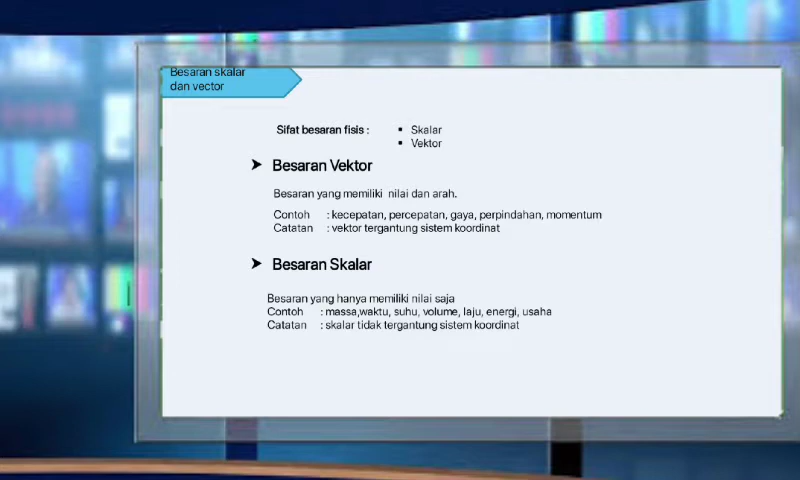 Besaran skalar
dan vector
Sifat besaran fisis : ▪ Skalar
▪ Vektor
➤ Besaran Vektor
Besaran yang memiliki nilai dan arah.
Contoh : kecepatan, percepatan, gaya, perpindahan, momentum
Catatan : vektor tergantung sistem koordinat
➤ Besaran Skalar
Besaran yang hanya memiliki nilai saja
Contoh : massa,waktu, suhu, volume, laju, energi, usaha
Catatan : skalar tidak tergantung sistem koordinat